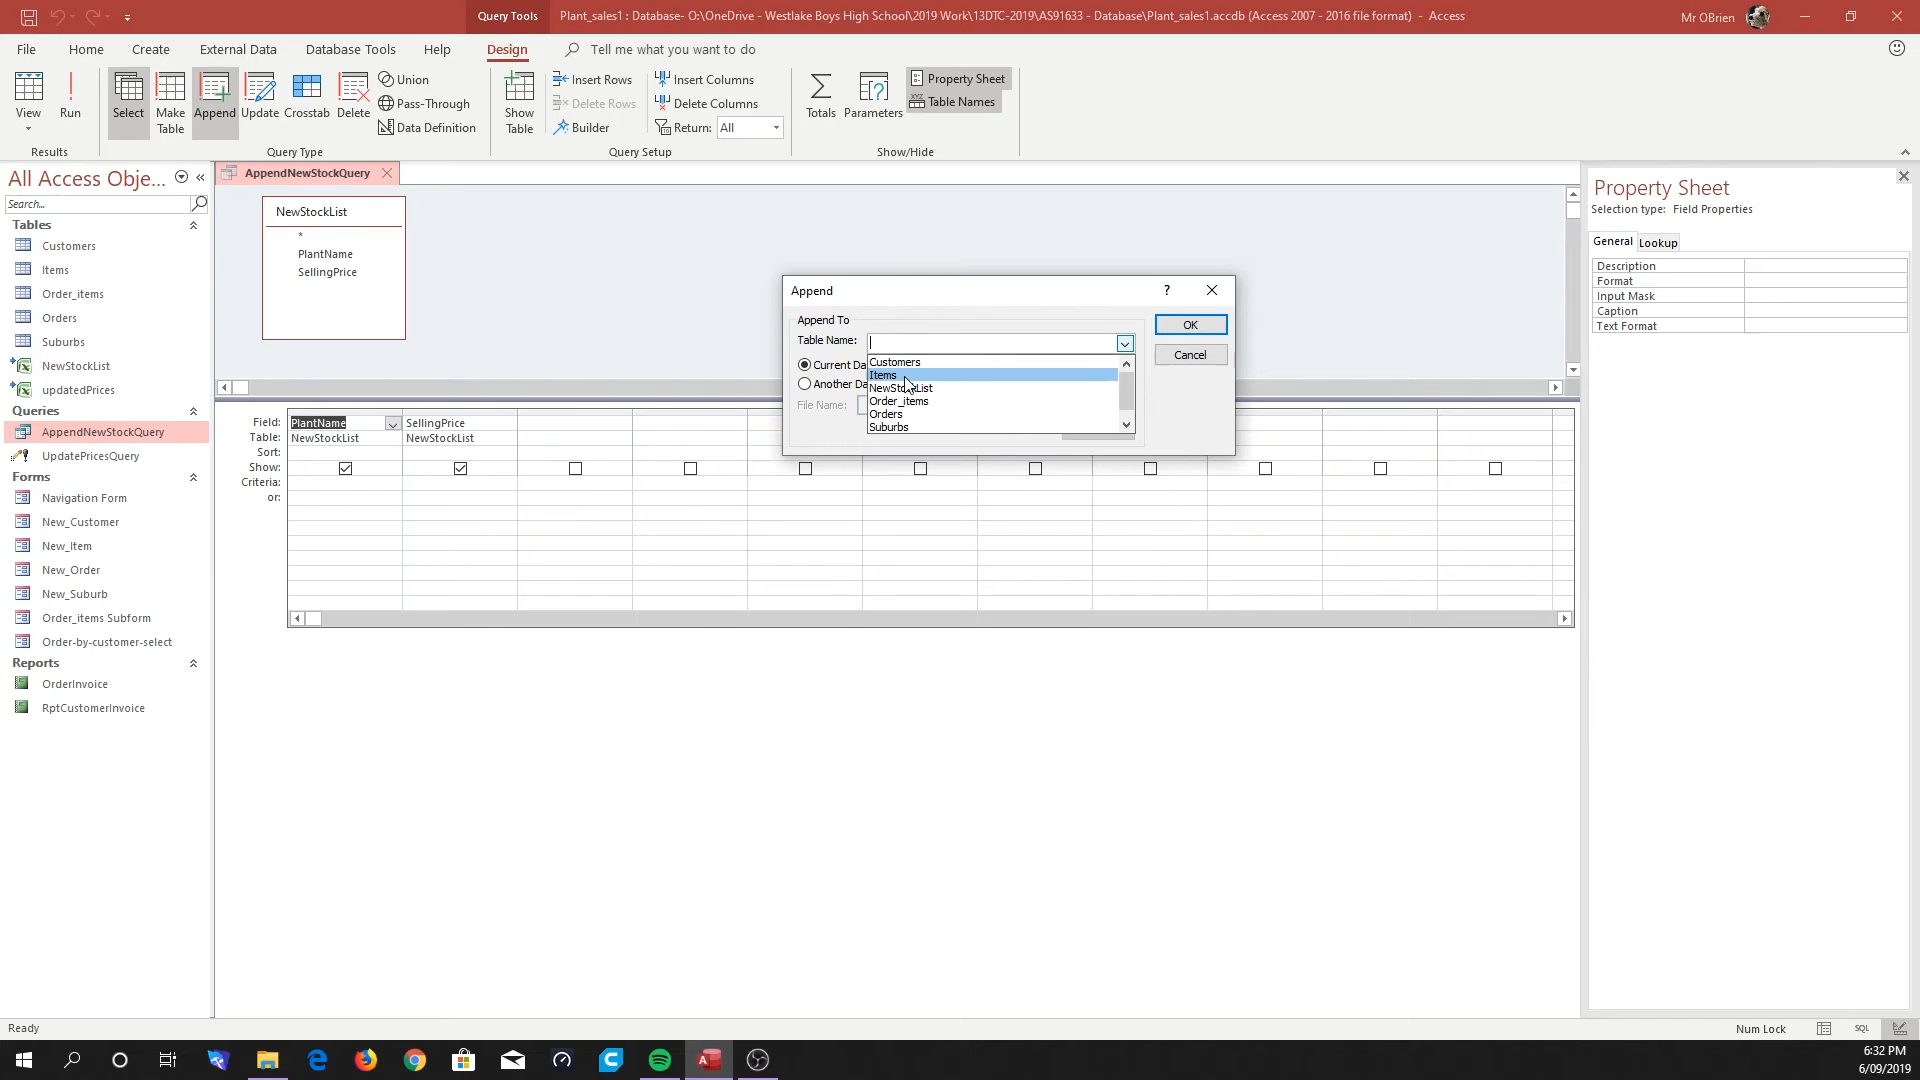 Query Tools
Plant_sales1 : Database- O:\OneDrive - Westlake Boys High School\2019 Work\13DTC-2019\AS91633 - Database\Plant_sales1.accdb (Access 2007 - 2016 file format) - Access
Mr OBrien
File
Home
Create
External Data
Database Tools
Help
Design
Tell me what you want to do
View
Run
Select
Make Table
Append
Update
Crosstab
Delete
Union
Pass-Through
Data Definition
Show Table
Insert Rows
Delete Rows
Builder
Insert Columns
Delete Columns
Return: All
Totals
Parameters
Property Sheet
Table Names
Results
Query Type
Query Setup
Show/Hide
All Access Obje...
Search...
Tables
Customers
Items
Order_items
Orders
Suburbs
NewStockList
updatedPrices
Queries
AppendNewStockQuery
UpdatePricesQuery
Forms
Navigation Form
New_Customer
New_Item
New_Order
New_Suburb
Order_items Subform
Order-by-customer-select
Reports
OrderInvoice
RptCustomerInvoice
AppendNewStockQuery
NewStockList
*
PlantName
SellingPrice
Append
?
Append To
Table Name:
OK
Cancel
Current Da
Another Da
File Name:
Customers
Items
NewStockList
Order_items
Orders
Suburbs
Field: PlantName SellingPrice
Table: NewStockList NewStockList
Sort:
Show:
Criteria:
or:
Property Sheet
Selection type: Field Properties
General Lookup
Description
Format
Input Mask
Caption
Text Format
Ready
Num Lock
SQL
6:32 PM
6/09/2019